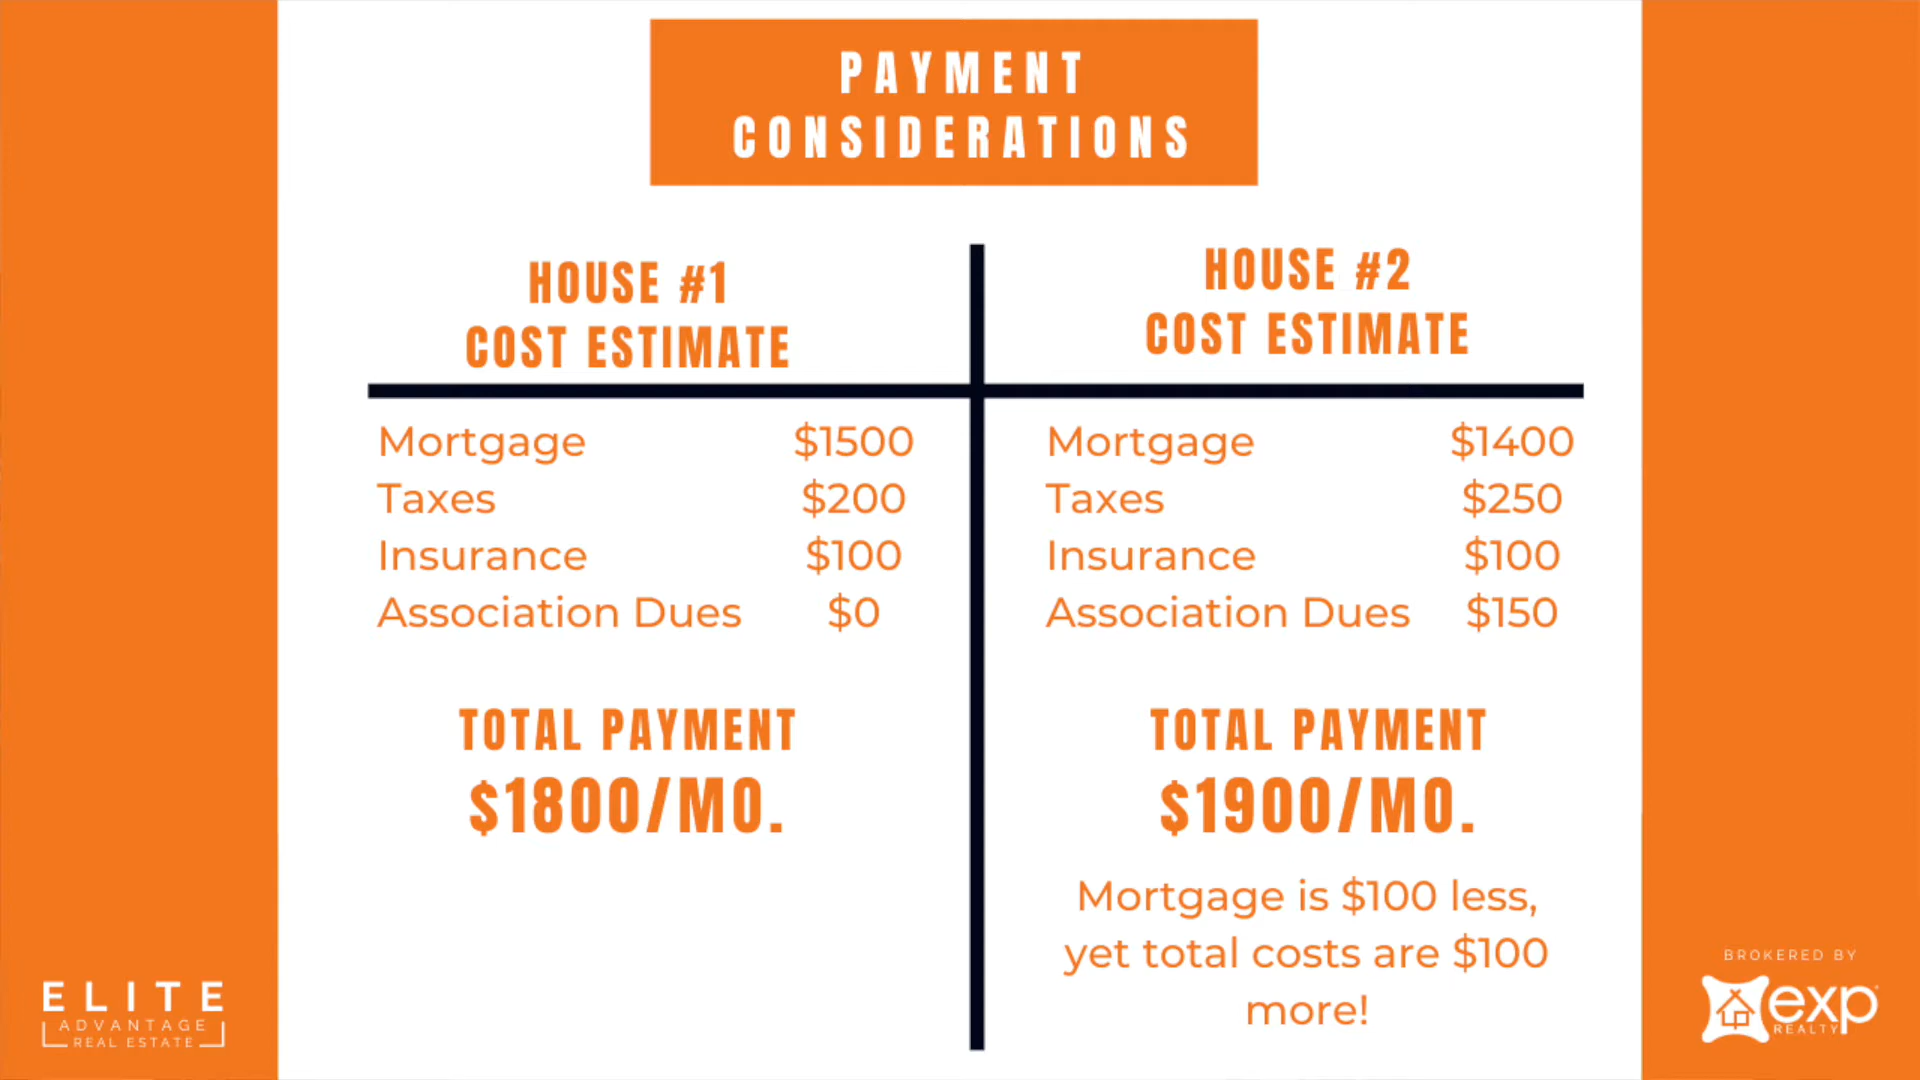 PAYMENT
CONSIDERATIONS
HOUSE #1
COST ESTIMATE
Mortgage $1500
Taxes $200
Insurance $100
Association Dues $0
TOTAL PAYMENT
$1800/MO.
HOUSE #2
COST ESTIMATE
Mortgage $1400
Taxes $250
Insurance $100
Association Dues $150
TOTAL PAYMENT
$1900/MO.
Mortgage is $100 less,
yet total costs are $100
more!
ELITE
ADVANTAGE
REAL ESTATE
BROKERED BY
exp
REALTY